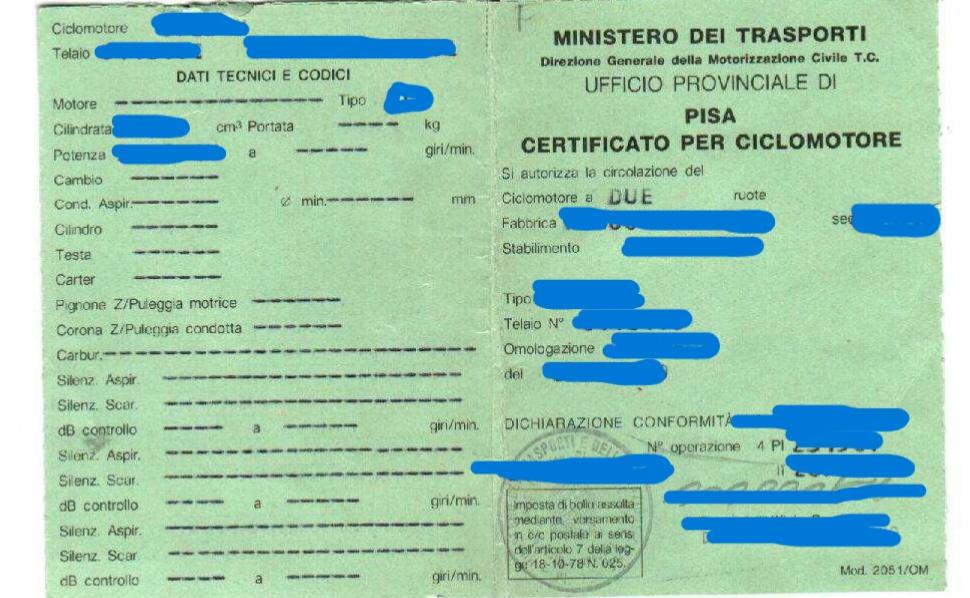 Ciclomotore
Telaio
DATI TECNICI E CODICI
Motore Tipo
Cilindrata cm³ Portata kg
Potenza a giri/min.
Cambio
Cond. Aspir. ⌀ min. mm
Cilindro
Testa
Carter
Pignone Z/Puleggia motrice
Corona Z/Puleggia condotta
Carbur.
Silenz. Aspir.
Silenz. Scar.
dB controllo a giri/min.
Silenz. Aspir.
Silenz. Scar.
dB controllo a giri/min.
Silenz. Aspir.
Silenz. Scar
dB controllo a giri/min.
MINISTERO DEI TRASPORTI
Direzione Generale della Motorizzazione Civile T.C.
UFFICIO PROVINCIALE DI
PISA
CERTIFICATO PER CICLOMOTORE
Si autorizza la circolazione del
Ciclomotore a DUE ruote
Fabbrica
Stabilimento
Tipo
Telaio N°
Omologazione
del
DICHIARAZIONE CONFORMITÀ
N° operazione 4 PI
Imposta di bollo assolta
mediante versamento
in c/c postale ai sensi
dell'articolo 7 della leg-
ge 18-10-78 N. 625.
Mod. 2051/OM